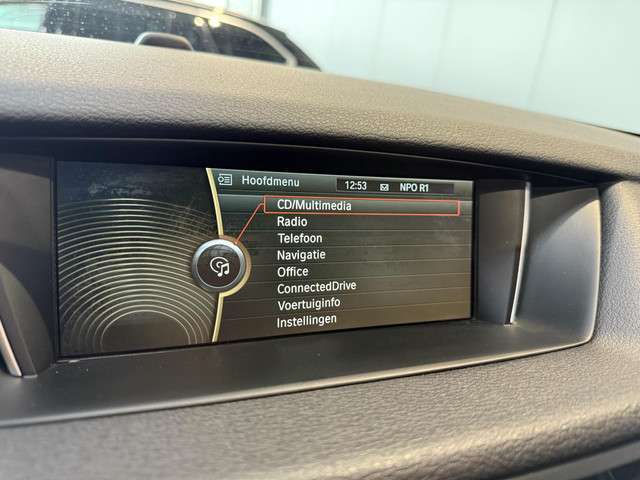 Hoofdmenu 12:53 NPO R1
CD/Multimedia
Radio
Telefoon
Navigatie
Office
ConnectedDrive
Voertuiginfo
Instellingen